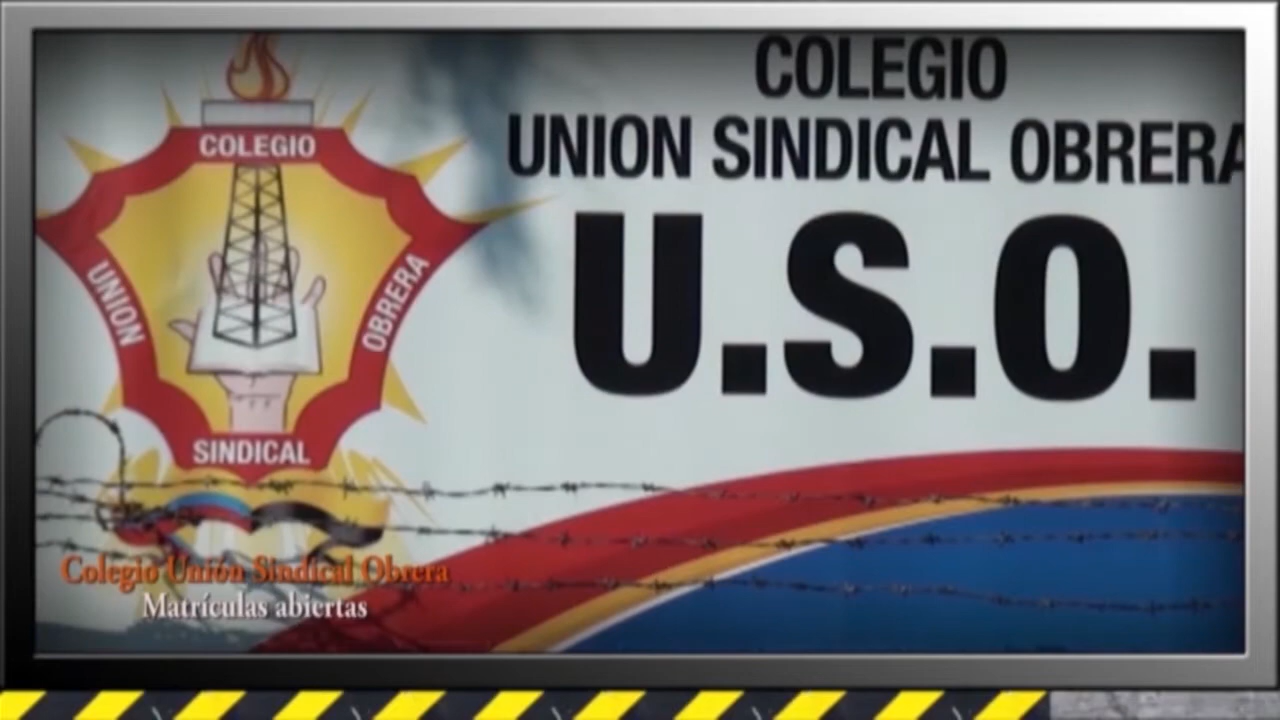 COLEGIO
UNION SINDICAL OBRERA
U.S.O.
COLEGIO
UNION
OBRERA
SINDICAL
Colegio Unión Sindical Obrera
Matrículas abiertas